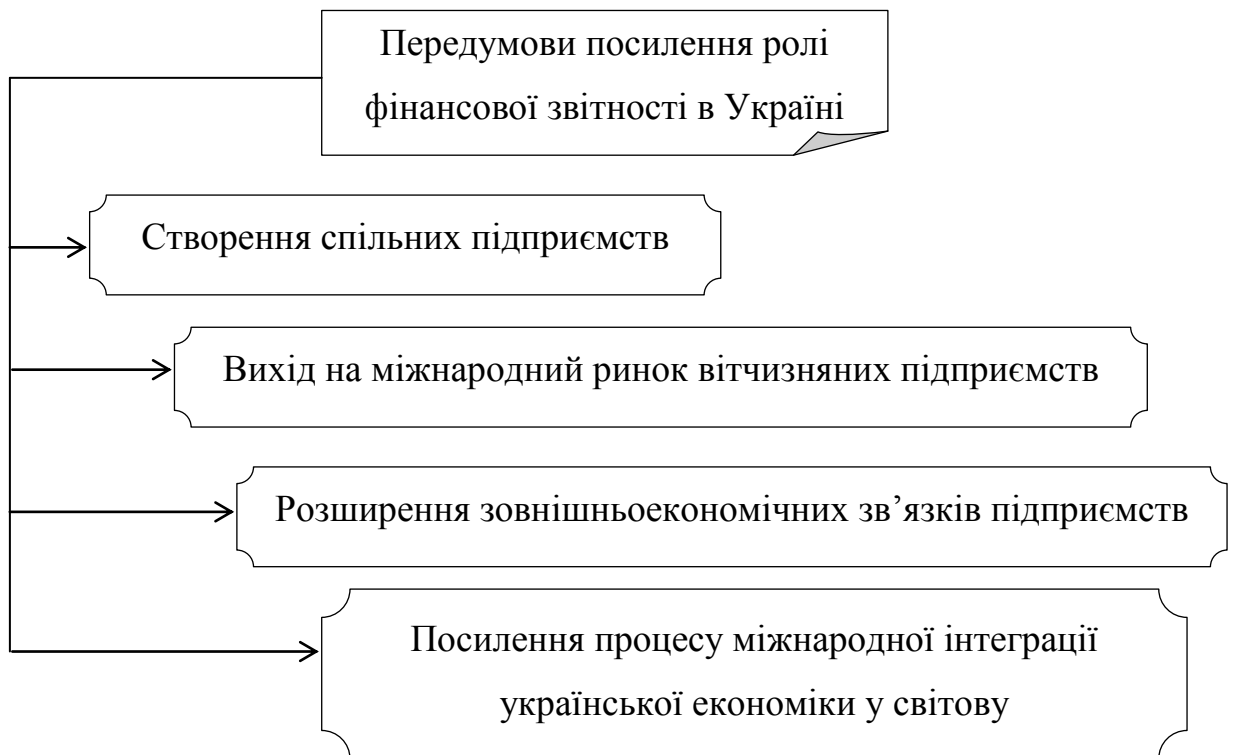 Передумови посилення ролі
фінансової звітності в Україні
Створення спільних підприємств
Вихід на міжнародний ринок вітчизняних підприємств
Розширення зовнішньоекономічних зв’язків підприємств
Посилення процесу міжнародної інтеграції
української економіки у світову